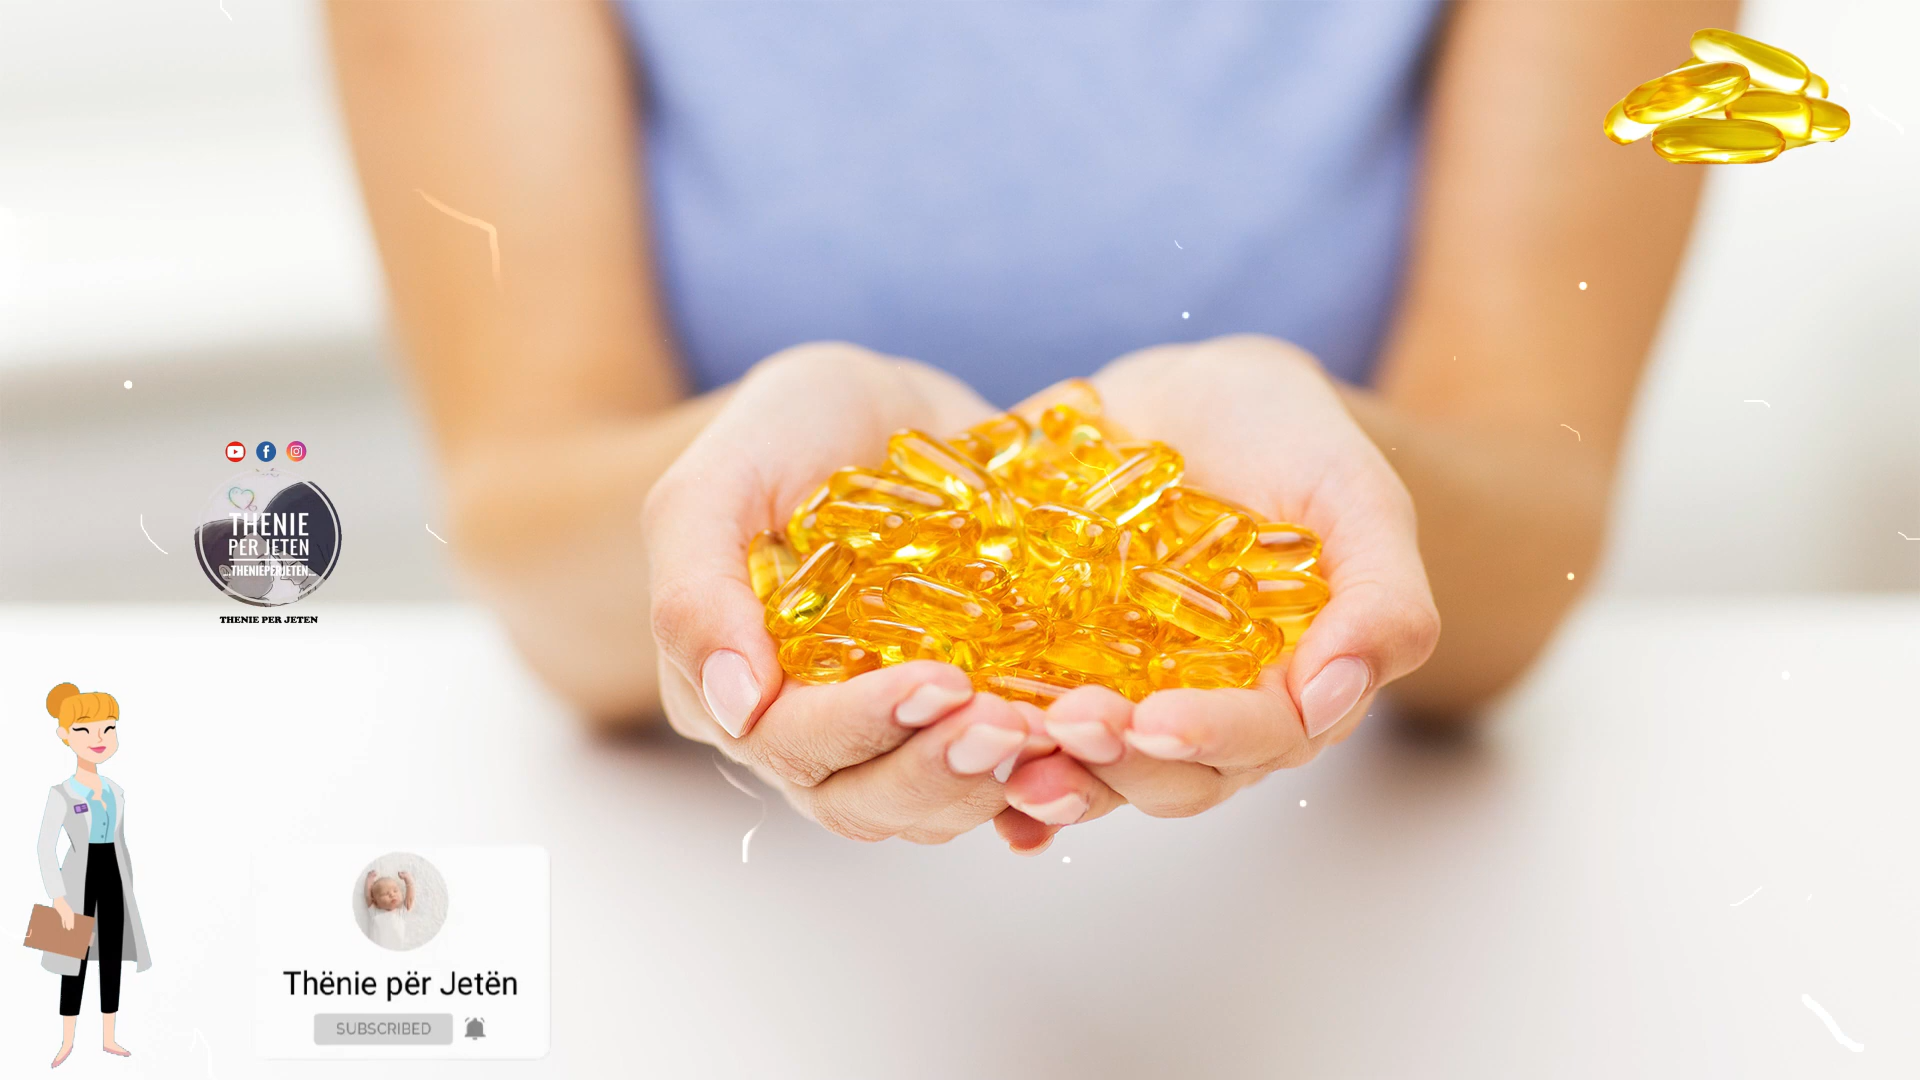 THENIE
PER JETEN
THENIEPERJETEN
THENIE PER JETEN
Thënie për Jetën
SUBSCRIBED